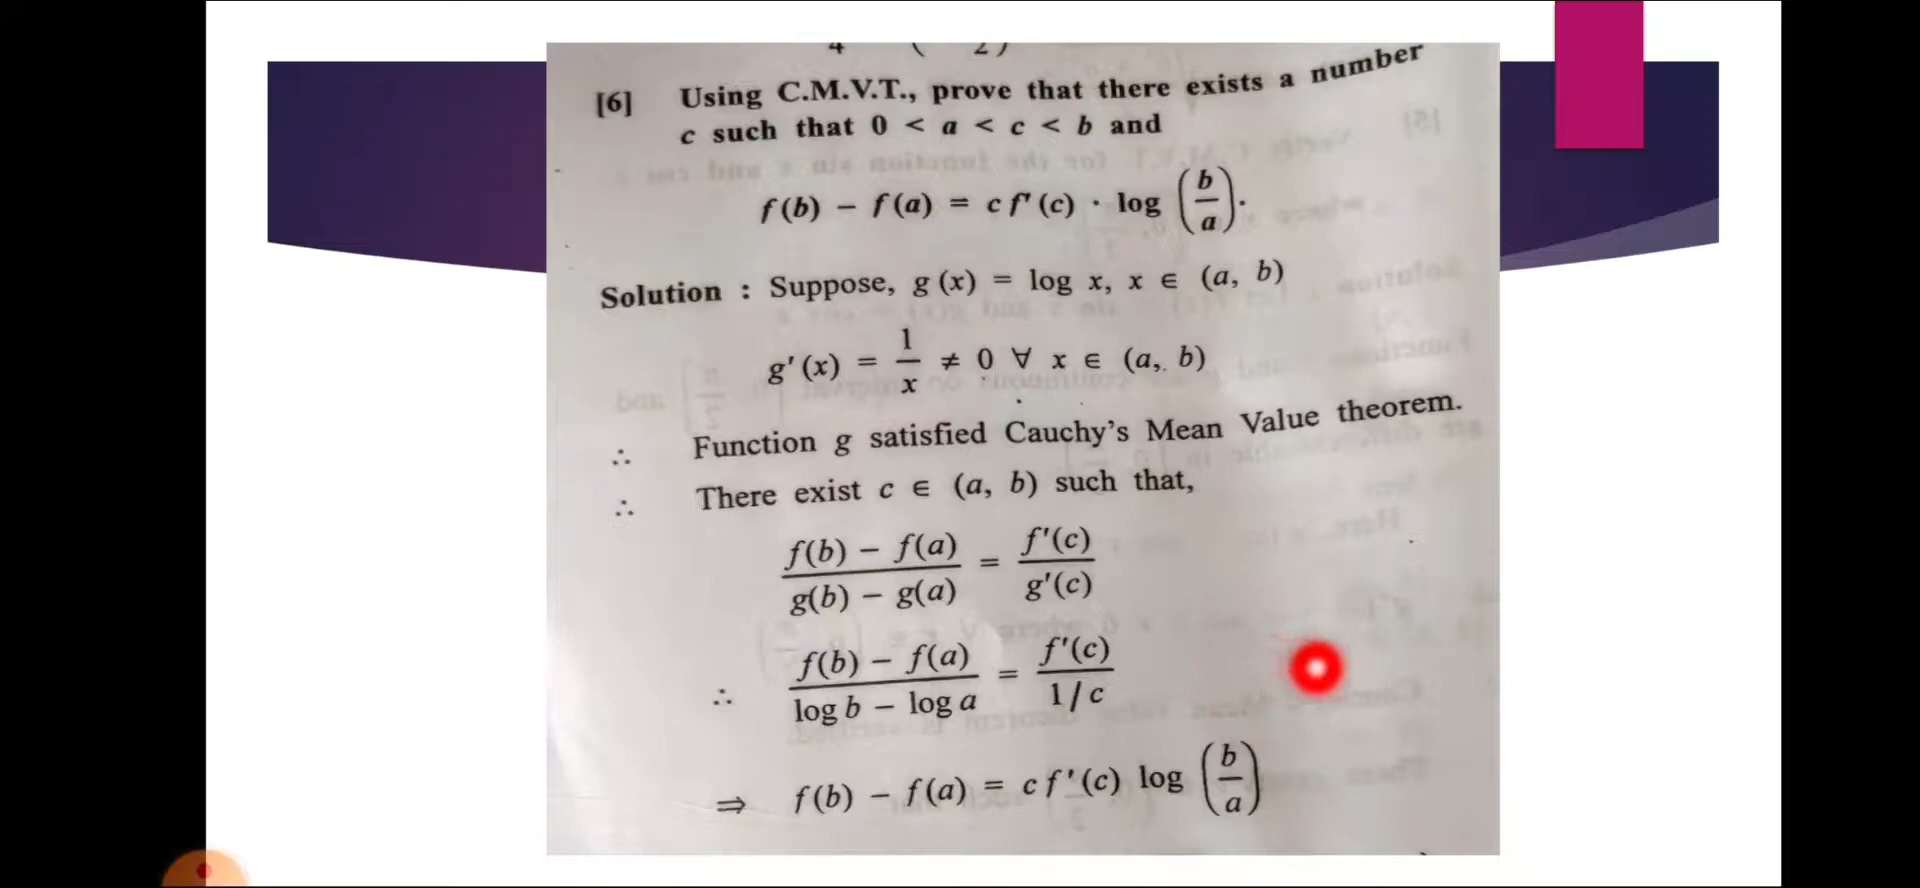 [6] Using C.M.V.T., prove that there exists a number
c such that 0 < a < c < b and
f(b) − f(a) = c f'(c) · log (b/a).
Solution : Suppose, g(x) = log x, x ∈ (a, b)
g'(x) = 1/x ≠ 0 ∀ x ∈ (a, b)
∴ Function g satisfied Cauchy's Mean Value theorem.
∴ There exist c ∈ (a, b) such that,
f(b) − f(a) / g(b) − g(a) = f'(c) / g'(c)
∴ f(b) − f(a) / log b − log a = f'(c) / 1/c
⇒ f(b) − f(a) = c f'(c) log (b/a)